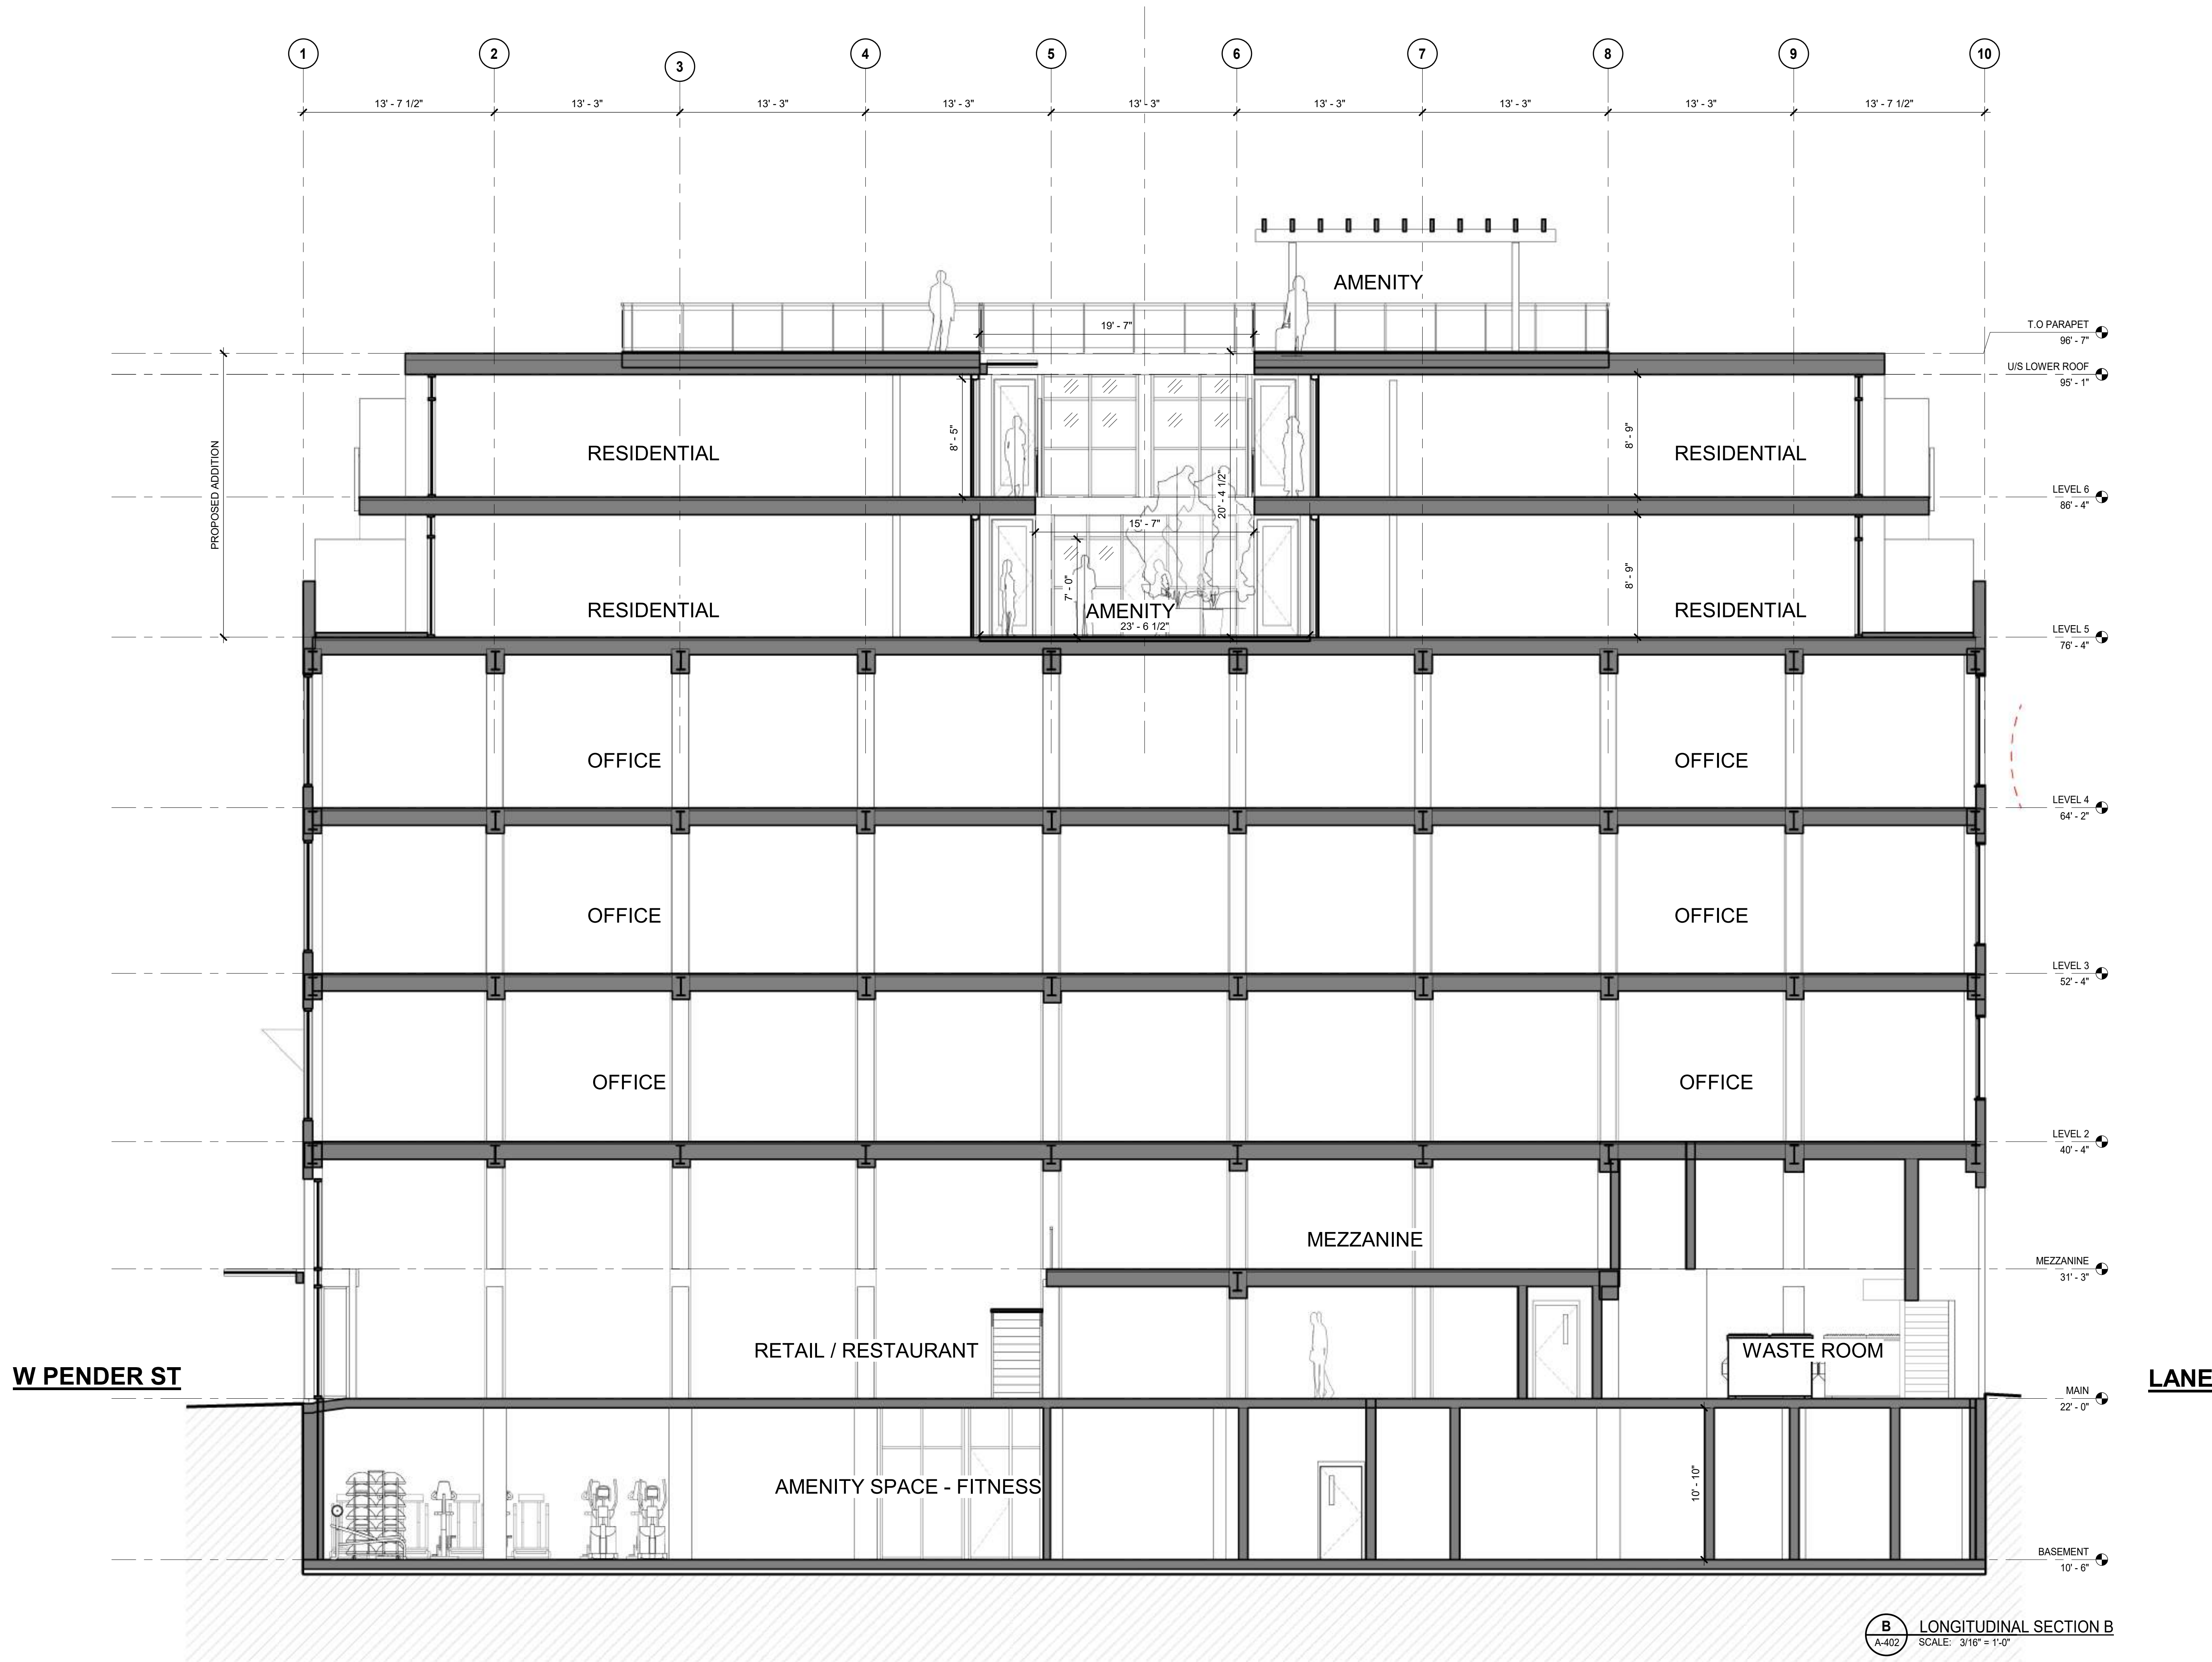 1 2 3 4 5 6 7 8 9 10
13' - 7 1/2" 13' - 3" 13' - 3" 13' - 3" 13' - 3" 13' - 3" 13' - 3" 13' - 3" 13' - 7 1/2"
AMENITY
19' - 7"
T.O PARAPET
96' - 7"
U/S LOWER ROOF
95' - 1"
PROPOSED ADDITION
RESIDENTIAL
8' - 5"
8' - 9"
RESIDENTIAL
20' - 4 1/2"
LEVEL 6
86' - 4"
15' - 7"
RESIDENTIAL
7' - 0"
AMENITY
23' - 6 1/2"
8' - 9"
RESIDENTIAL
LEVEL 5
76' - 4"
OFFICE
OFFICE
LEVEL 4
64' - 2"
OFFICE
OFFICE
LEVEL 3
52' - 4"
OFFICE
OFFICE
LEVEL 2
40' - 4"
MEZZANINE
MEZZANINE
31' - 3"
RETAIL / RESTAURANT
WASTE ROOM
W PENDER ST
LANE
MAIN
22' - 0"
AMENITY SPACE - FITNESS
10' - 10"
BASEMENT
10' - 6"
B
A-402
LONGITUDINAL SECTION B
SCALE: 3/16" = 1'-0"